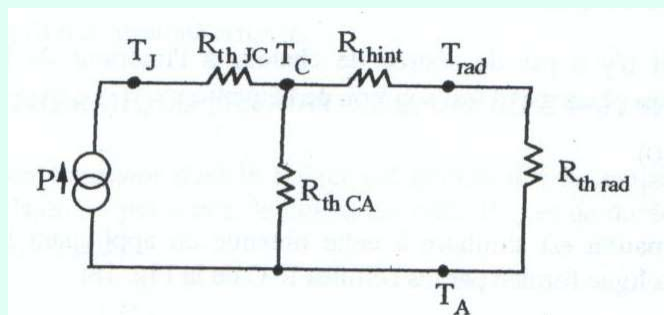 T_J R_th JC T_C R_thint T_rad
P R_th CA R_th rad
T_A